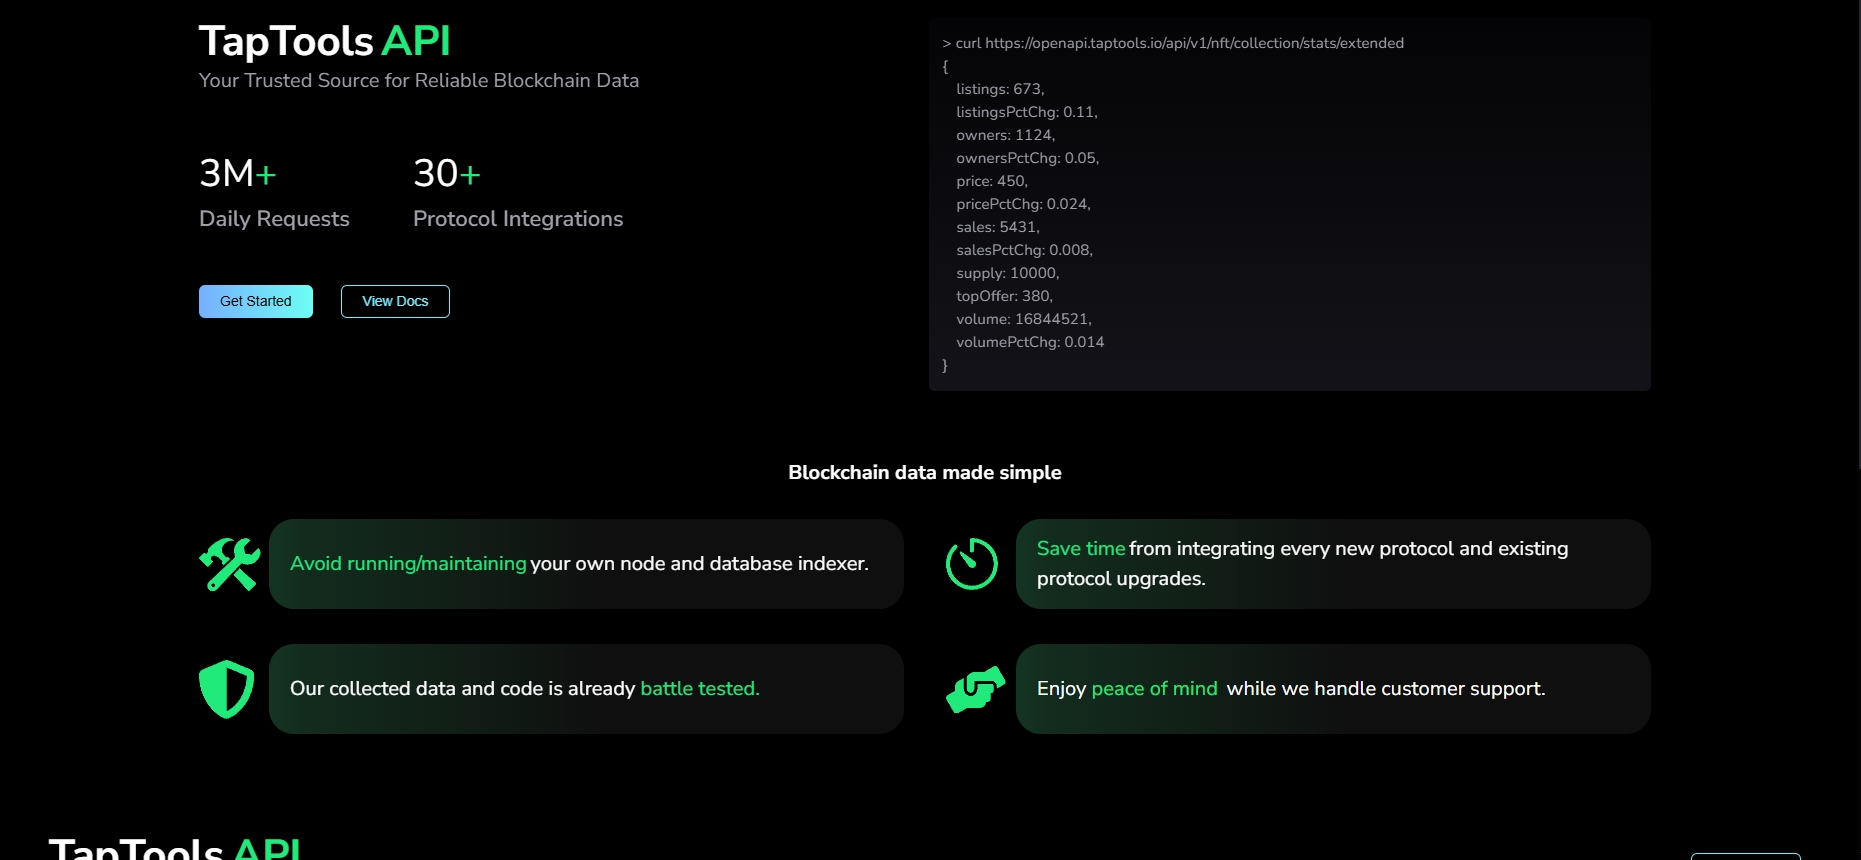 TapTools API
Your Trusted Source for Reliable Blockchain Data
3M+
Daily Requests
30+
Protocol Integrations
Get Started
View Docs
> curl https://openapi.taptools.io/api/v1/nft/collection/stats/extended
{
listings: 673,
listingsPctChg: 0.11,
owners: 1124,
ownersPctChg: 0.05,
price: 450,
pricePctChg: 0.024,
sales: 5431,
salesPctChg: 0.008,
supply: 10000,
topOffer: 380,
volume: 16844521,
volumePctChg: 0.014
}
Blockchain data made simple
Avoid running/maintaining your own node and database indexer.
Save time from integrating every new protocol and existing
protocol upgrades.
Our collected data and code is already battle tested.
Enjoy peace of mind while we handle customer support.
TapTools API